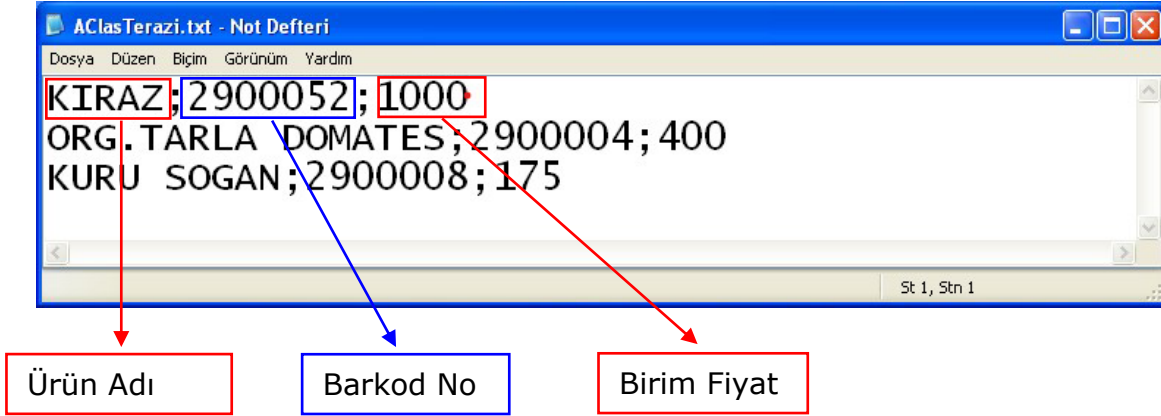 AClasTerazi.txt - Not Defteri
Dosya Düzen Biçim Görünüm Yardım
KIRAZ;2900052;1000
ORG.TARLA DOMATES;2900004;400
KURU SOGAN;2900008;175
St 1, Stn 1
Ürün Adı Barkod No Birim Fiyat